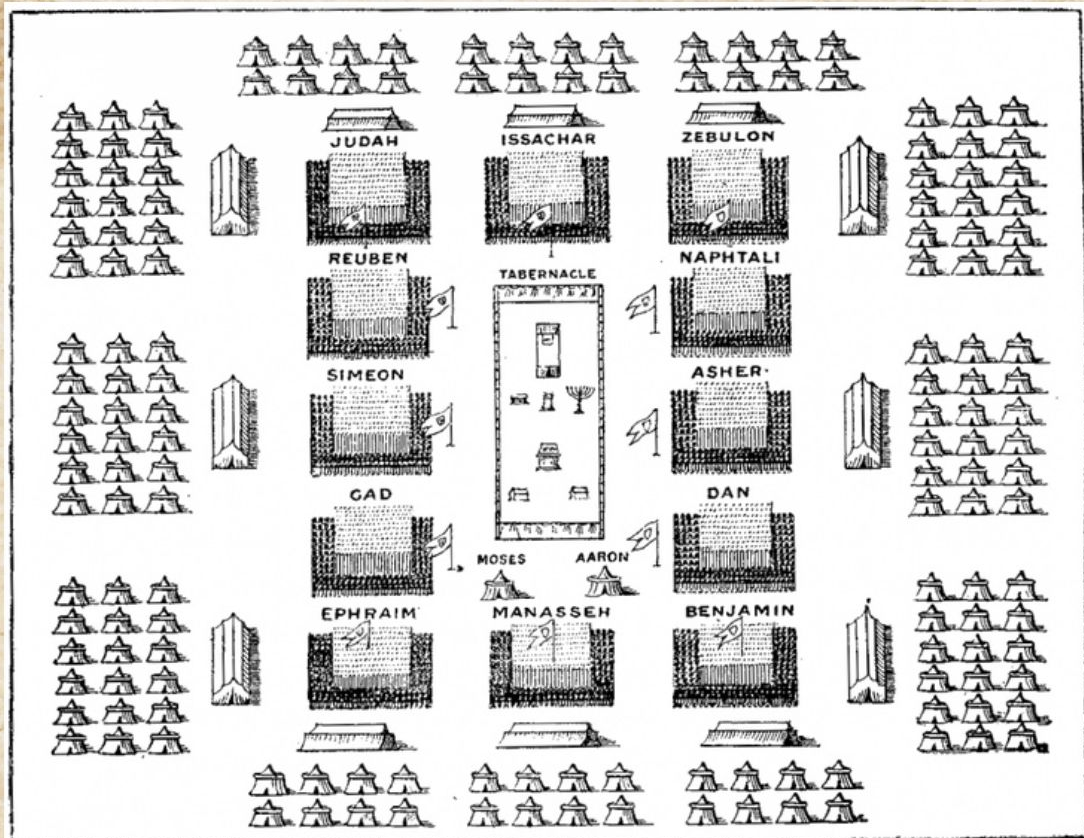 JUDAH
ISSACHAR
ZEBULON
REUBEN
TABERNACLE
NAPHTALI
SIMEON
ASHER
GAD
DAN
MOSES
AARON
EPHRAIM
MANASSEH
BENJAMIN